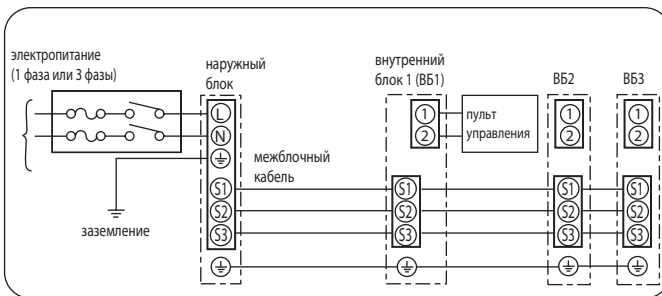 электропитание
(1 фаза или 3 фазы)
наружный
блок
внутренний
блок 1 (ВБ1)
ВБ2
ВБ3
L
N
1
2
пульт
управления
1
2
1
2
межблочный
кабель
заземление
S1
S2
S3
S1
S2
S3
S1
S2
S3
S1
S2
S3